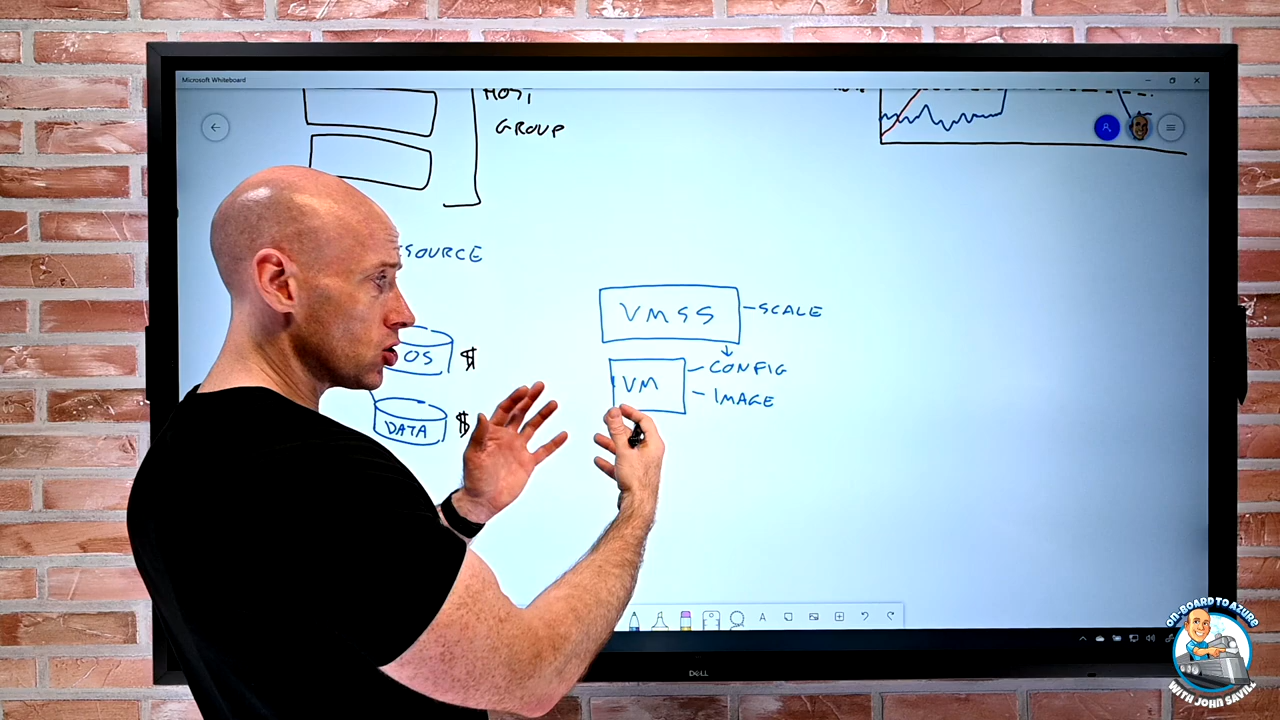 Microsoft Whiteboard
HOST
GROUP
SOURCE
VMSS
-SCALE
OS
$
VM
- CONFIG
- IMAGE
DATA
$
A
DELL
ON-BOARD TO AZURE
WITH JOHN SAVILL